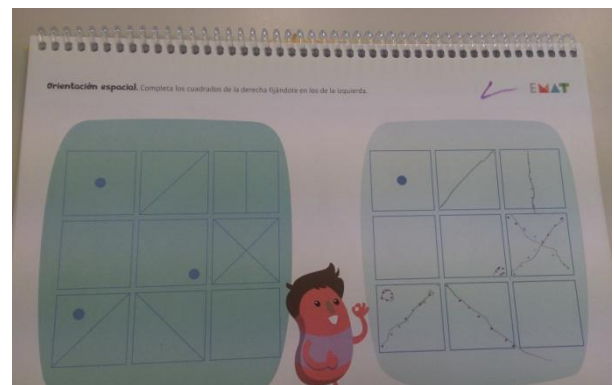 Orientación espacial. Completa los cuadrados de la derecha fijándote en los de la izquierda.
EMAT